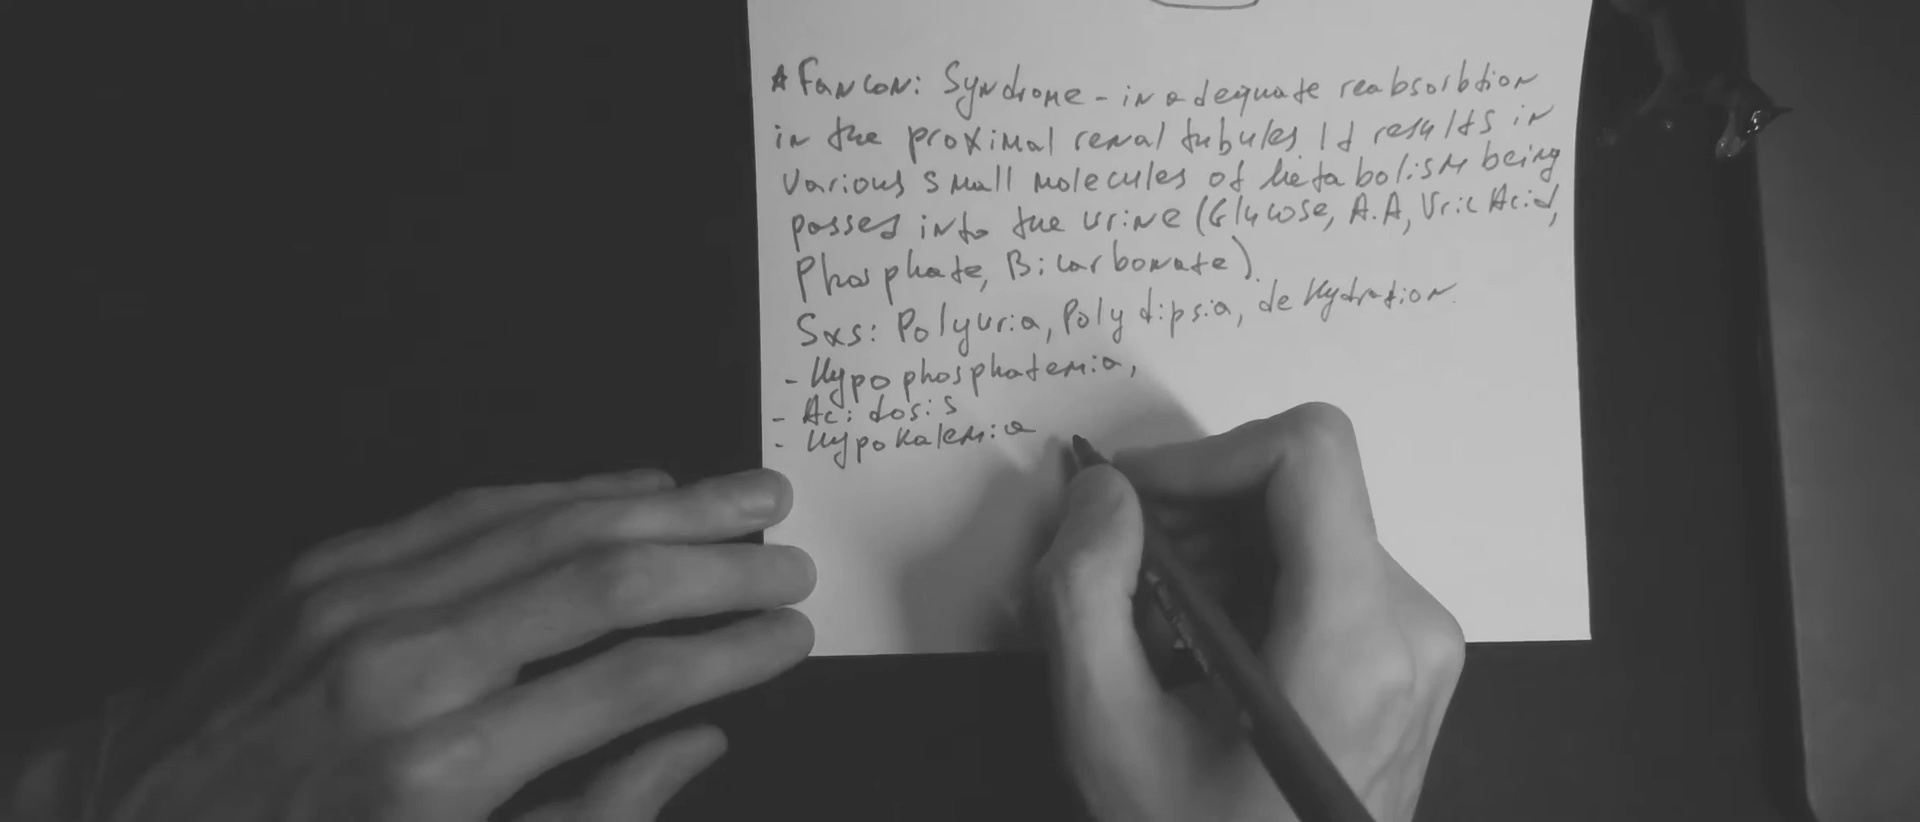 * Fanconi Syndrome - inadequate reabsorbtion
in the proximal renal tubules It results in
various small molecules of metabolism being
passed into the urine (Glucose, A.A, Uric Acid,
Phosphate, Bicarbonate).
Sxs: Polyuria, Polydipsia, dehydration.
- Hypophosphatemia,
- Acidosis
- Hypokalemia